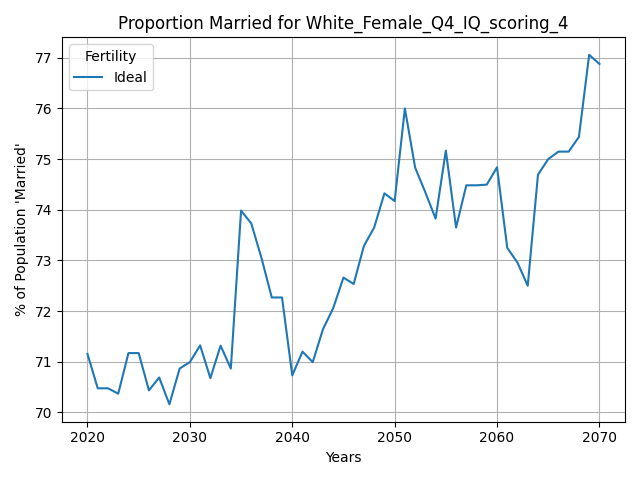 Proportion Married for White_Female_Q4_IQ_scoring_4
Fertility
Ideal
% of Population 'Married'
77
76
75
74
73
72
71
70
2020 2030 2040 2050 2060 2070
Years